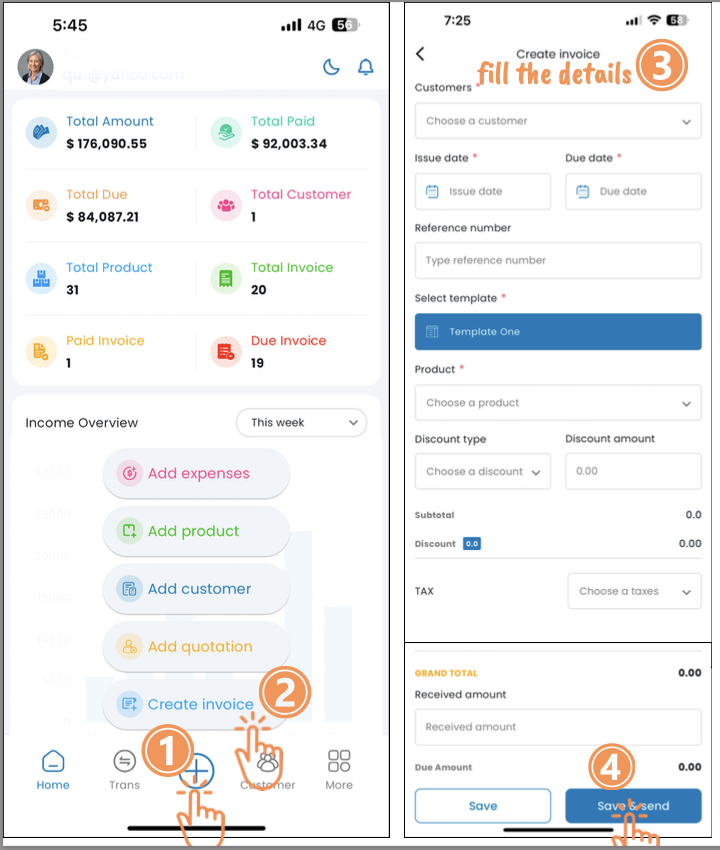 5:45
4G 56
Total Amount
$ 176,090.55
Total Paid
$ 92,003.34
Total Due
$ 84,087.21
Total Customer
1
Total Product
31
Total Invoice
20
Paid Invoice
1
Due Invoice
19
Income Overview
This week
Add expenses
Add product
Add customer
Add quotation
Create invoice
2
1
Home
Trans
Customer
More
7:25
Create invoice
fill the details
3
Customers *
Choose a customer
Issue date *
Due date *
Issue date
Due date
Reference number
Type reference number
Select template *
Template One
Product *
Choose a product
Discount type
Discount amount
Choose a discount
0.00
Subtotal
0.0
Discount 0.0
0.00
TAX
Choose a taxes
GRAND TOTAL
0.00
Received amount
Received amount
Due Amount
0.00
4
Save
Save & send